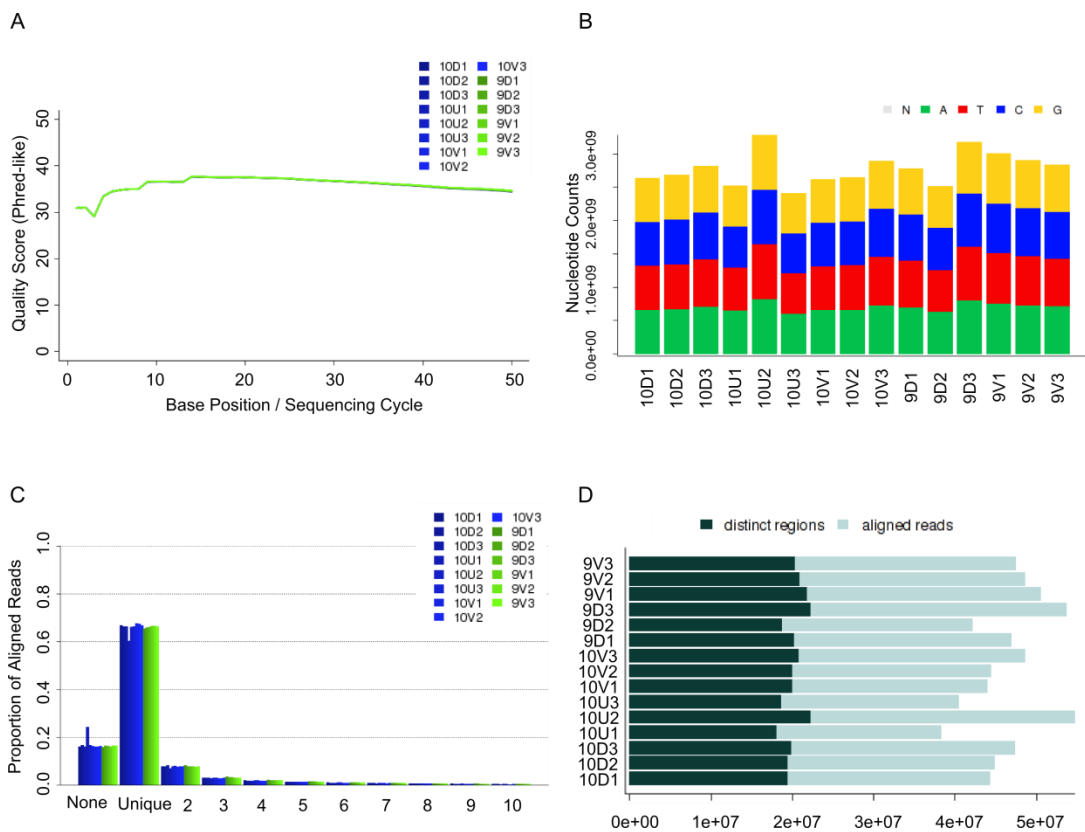 A
10D1 10V3
10D2 9D1
10D3 9D2
10U1 9D3
10U2 9V1
10U3 9V2
10V1 9V3
10V2
Quality Score (Phred-like)
50
40
30
20
10
0
0 10 20 30 40 50
Base Position / Sequencing Cycle
B
N A T C G
Nucleotide Counts
3.0e+09
2.0e+09
1.0e+09
0.0e+00
10D1 10D2 10D3 10U1 10U2 10U3 10V1 10V2 10V3 9D1 9D2 9D3 9V1 9V2 9V3
C
10D1 10V3
10D2 9D1
10D3 9D2
10U1 9D3
10U2 9V1
10U3 9V2
10V1 9V3
10V2
Proportion of Aligned Reads
1.0
0.8
0.6
0.4
0.2
0.0
None Unique 2 3 4 5 6 7 8 9 10
D
distinct regions aligned reads
9V3
9V2
9V1
9D3
9D2
9D1
10V3
10V2
10V1
10U3
10U2
10U1
10D3
10D2
10D1
0e+00 1e+07 2e+07 3e+07 4e+07 5e+07